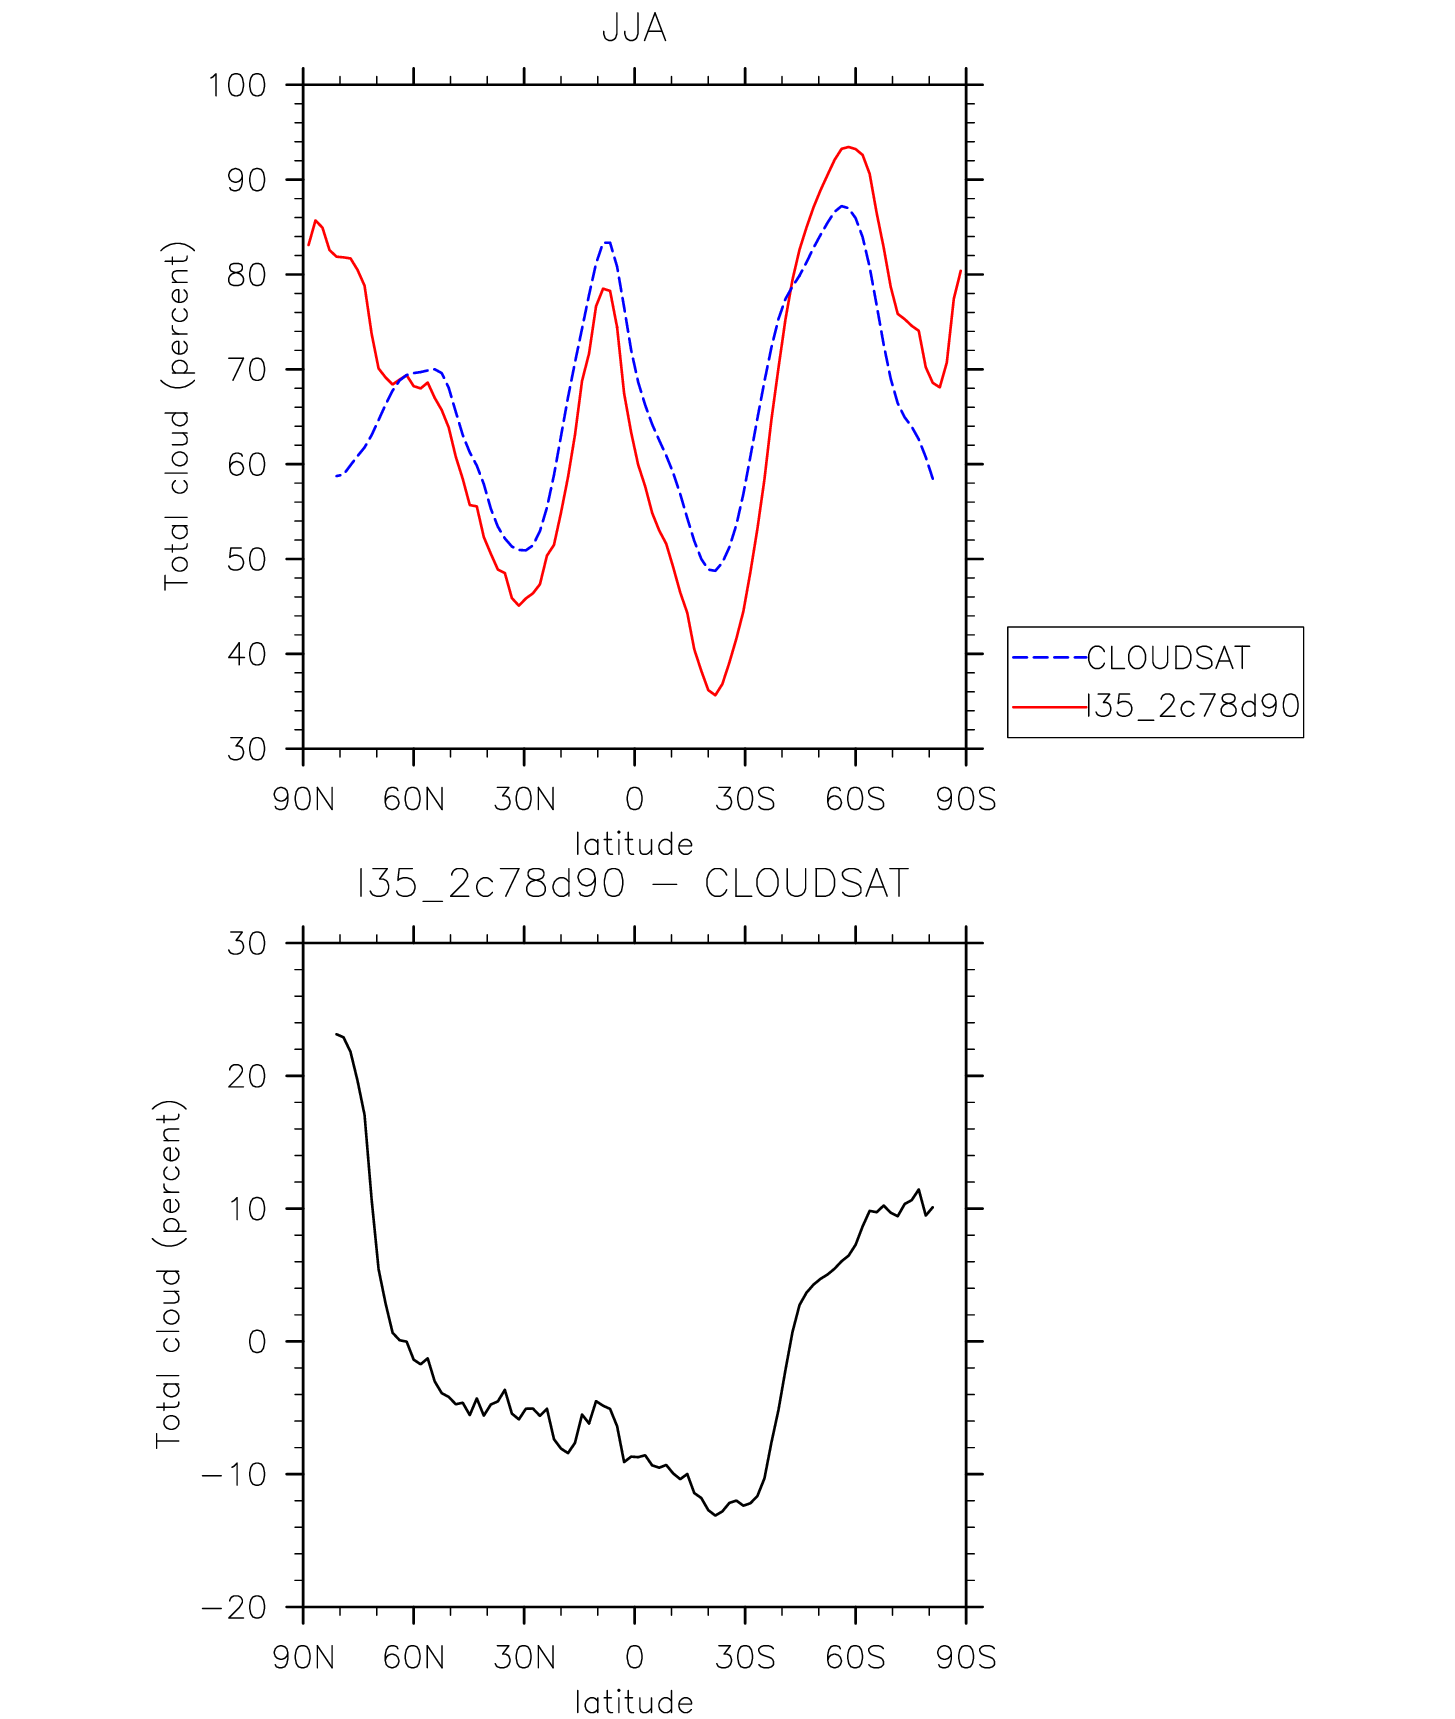 JJA
100
90
80
70
60
50
40
30
Total cloud (percent)
90N 60N 30N 0 30S 60S 90S
latitude
CLOUDSAT
I35_2c78d90
I35_2c78d90 − CLOUDSAT
30
20
10
0
−10
−20
Total cloud (percent)
90N 60N 30N 0 30S 60S 90S
latitude